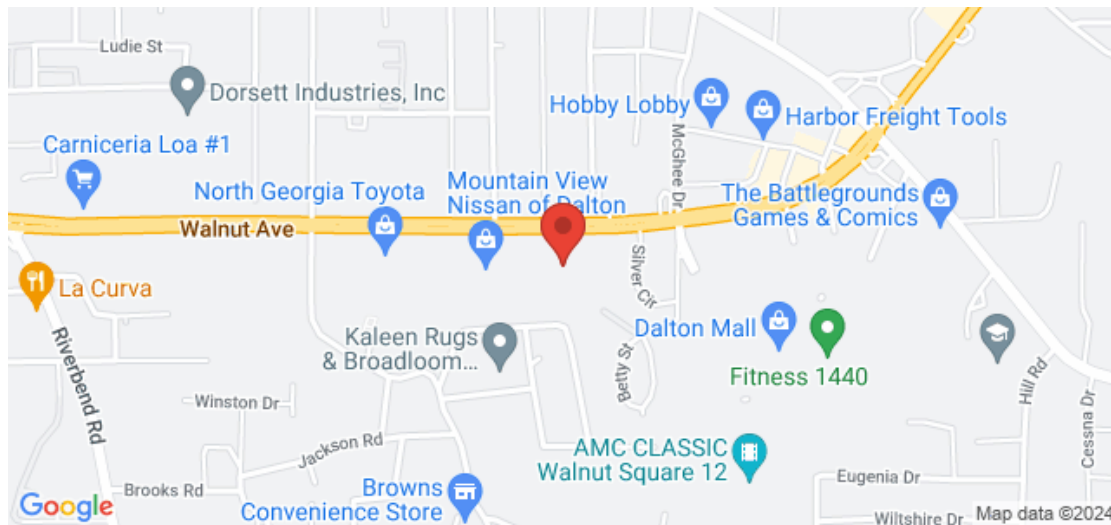 Ludie St
Dorsett Industries, Inc
Hobby Lobby
Harbor Freight Tools
McGhee Dr
Carniceria Loa #1
North Georgia Toyota
Mountain View
Nissan of Dalton
The Battlegrounds
Games & Comics
Walnut Ave
Silver Cir
La Curva
Riverbend Rd
Kaleen Rugs
& Broadloom...
Betty St
Dalton Mall
Fitness 1440
Hill Rd
Cessna Dr
Winston Dr
Jackson Rd
AMC CLASSIC
Walnut Square 12
Eugenia Dr
Brooks Rd
Browns
Convenience Store
Wiltshire Dr
Google
Map data ©2024